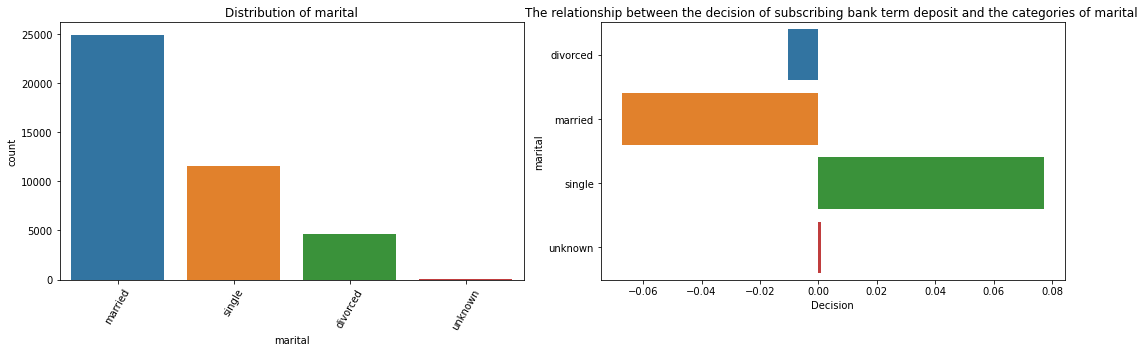 Distribution of marital
25000
20000
15000
10000
5000
0
count
married
single
divorced
unknown
marital
The relationship between the decision of subscribing bank term deposit and the categories of marital
divorced
married
single
unknown
marital
−0.06
−0.04
−0.02
0.00
0.02
0.04
0.06
0.08
Decision